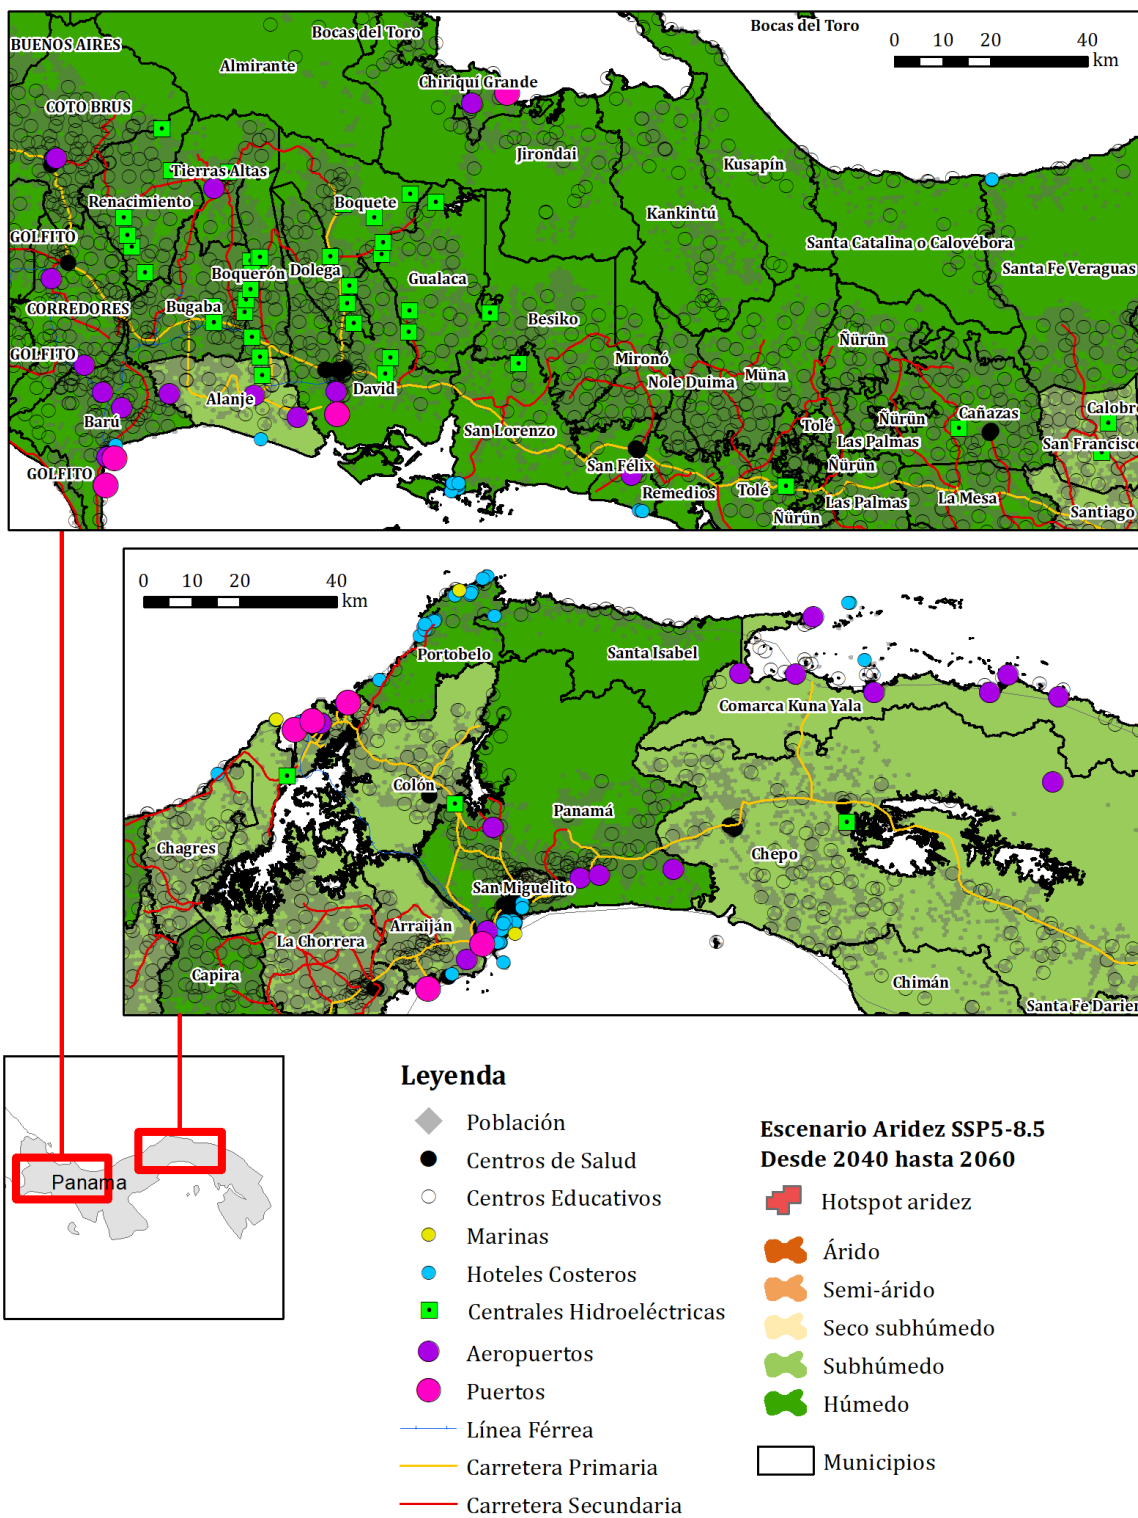 Bocas del Toro
Bocas del Toro
BUENOS AIRES
Almirante
0 10 20 40
km
Chiriquí Grande
COTO BRUS
Jirondai
Kusapín
Tierras Altas
Renacimiento
Boquete
Kankintú
GOLFITO
Santa Catalina o Calovébora
Boquerón
Dolega
Gualaca
Santa Fe Veraguas
CORREDORES
Bugaba
Besiko
GOLFITO
Mironó
Ñürün
Nole Duima
Müna
Alanje
David
Barú
San Lorenzo
Tolé
Ñürün
Cañazas
Calobre
Las Palmas
San Francisco
GOLFITO
San Félix
Ñürün
Remedios
Tolé
Las Palmas
La Mesa
Ñürün
Santiago
0 10 20 40
km
Portobelo
Santa Isabel
Comarca Kuna Yala
Colón
Panamá
Chagres
Chepo
San Miguelito
Arraiján
La Chorrera
Capira
Chimán
Santa Fe Darien
Panama
Leyenda
Población
Centros de Salud
Centros Educativos
Marinas
Hoteles Costeros
Centrales Hidroeléctricas
Aeropuertos
Puertos
Línea Férrea
Carretera Primaria
Carretera Secundaria
Escenario Aridez SSP5-8.5
Desde 2040 hasta 2060
Hotspot aridez
Árido
Semi-árido
Seco subhúmedo
Subhúmedo
Húmedo
Municipios